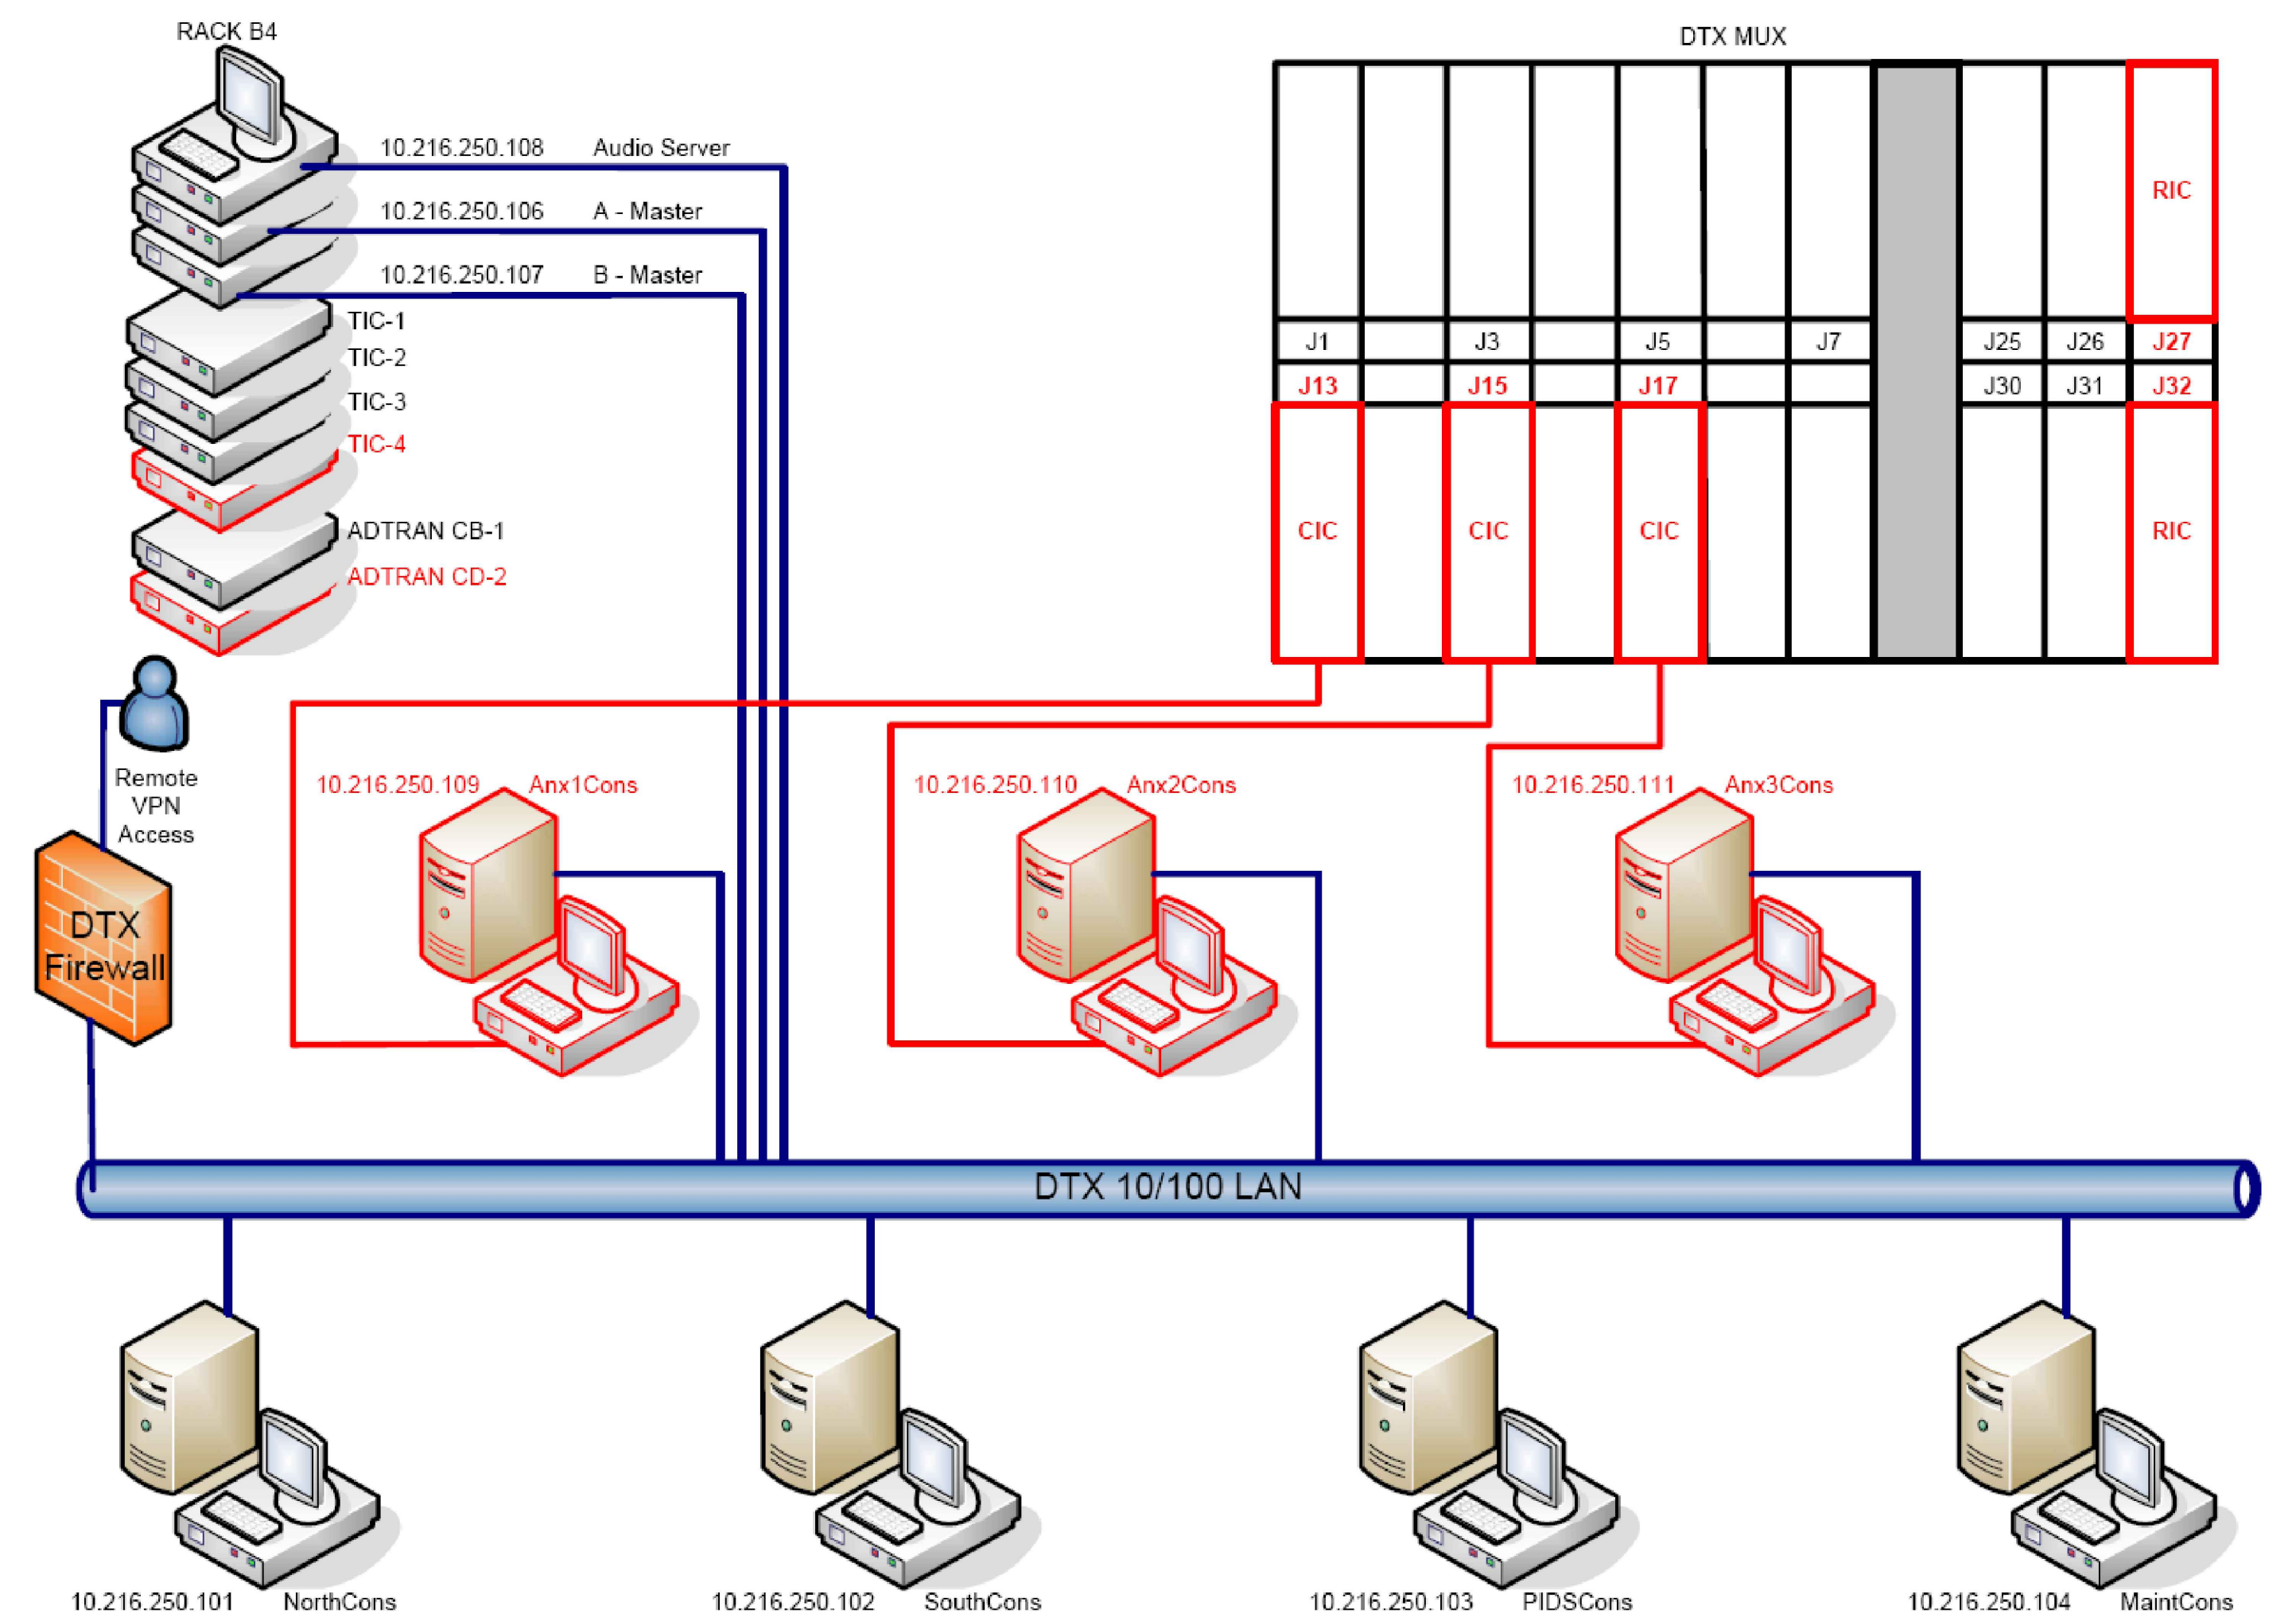 RACK B4
DTX MUX
10.216.250.108 Audio Server
10.216.250.106 A - Master
10.216.250.107 B - Master
TIC-1
TIC-2
TIC-3
TIC-4
ADTRAN CB-1
ADTRAN CD-2
RIC
J1 J3 J5 J7 J25 J26 J27
J13 J15 J17 J30 J31 J32
CIC CIC CIC RIC
Remote
VPN
Access
DTX
Firewall
10.216.250.109 Anx1Cons
10.216.250.110 Anx2Cons
10.216.250.111 Anx3Cons
DTX 10/100 LAN
10.216.250.101 NorthCons
10.216.250.102 SouthCons
10.216.250.103 PIDSCons
10.216.250.104 MaintCons